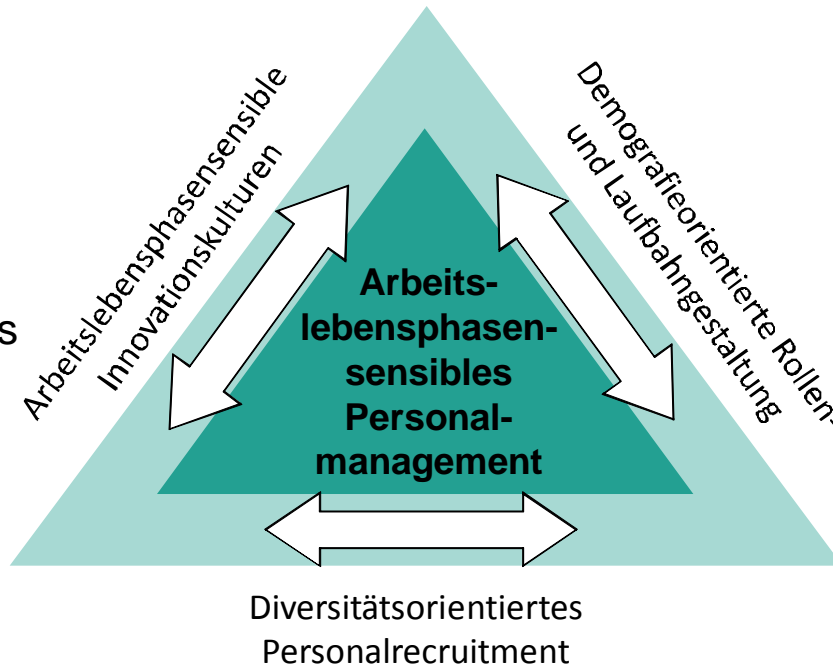 Arbeitslebensphasensensible
Innovationskulturen
Demografieorientierte Rollen-
und Laufbahngestaltung
s
Arbeits-
lebensphasen-
sensibles
Personal-
management
Diversitätsorientiertes
Personalrecruitment